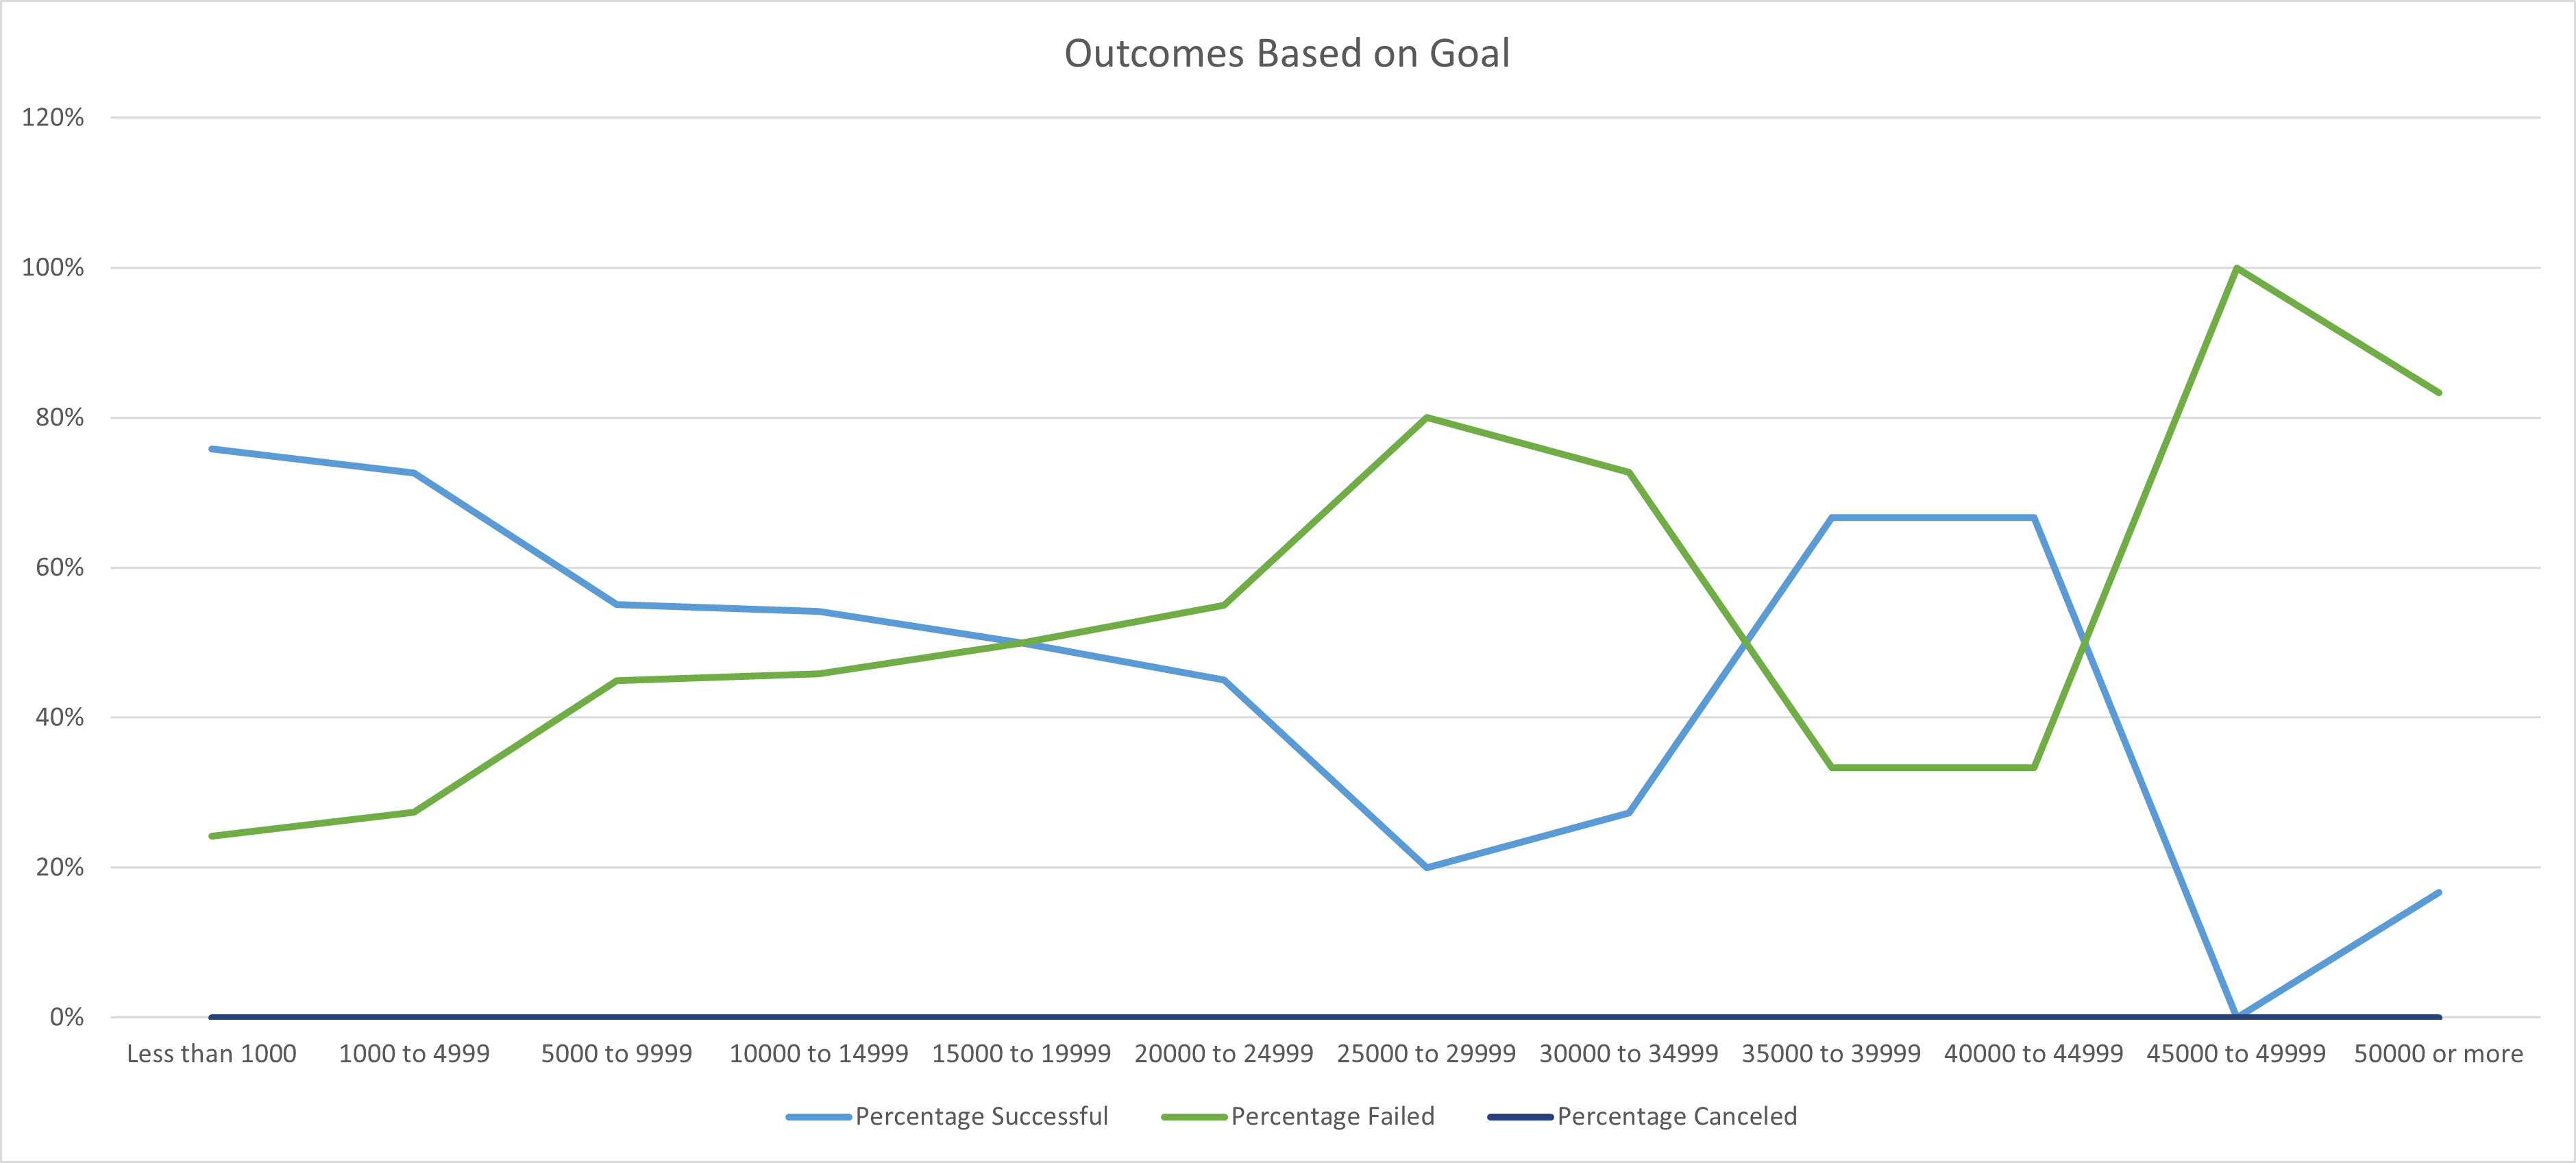 Outcomes Based on Goal
120%
100%
80%
60%
40%
20%
0%
Less than 1000 1000 to 4999 5000 to 9999 10000 to 14999 15000 to 19999 20000 to 24999 25000 to 29999 30000 to 34999 35000 to 39999 40000 to 44999 45000 to 49999 50000 or more
Percentage Successful Percentage Failed Percentage Canceled